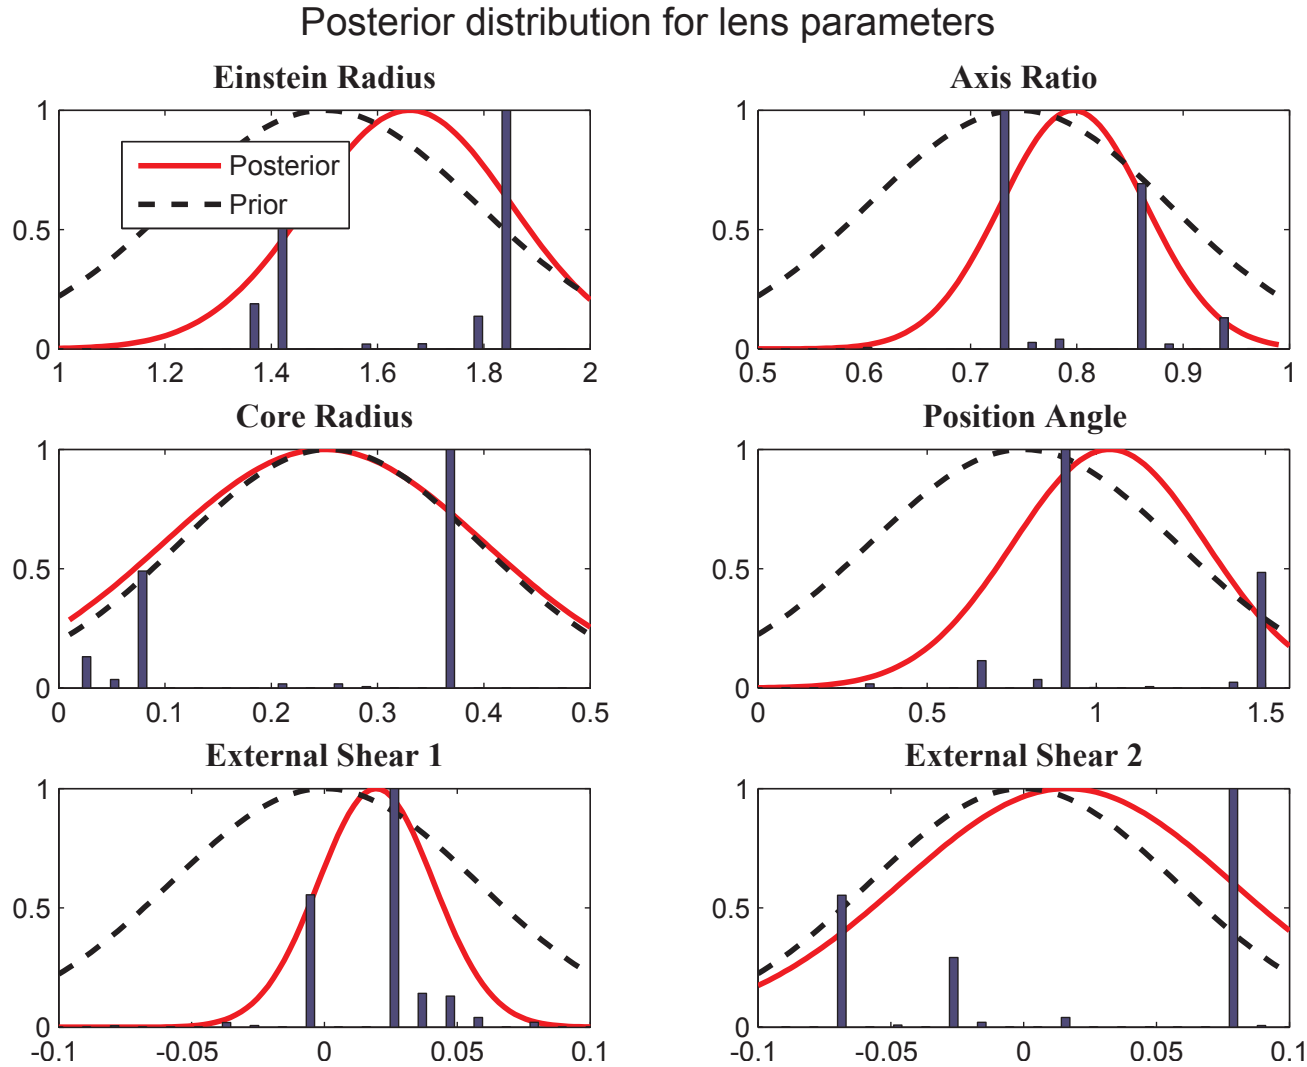 Posterior distribution for lens parameters
Einstein Radius
Axis Ratio
1
0.5
0
Posterior
Prior
1 1.2 1.4 1.6 1.8 2
1
0.5
0
0.5 0.6 0.7 0.8 0.9 1
Core Radius
Position Angle
1
0.5
0
0 0.1 0.2 0.3 0.4 0.5
1
0.5
0
0 0.5 1 1.5
External Shear 1
External Shear 2
1
0.5
0
-0.1 -0.05 0 0.05 0.1
1
0.5
0
-0.1 -0.05 0 0.05 0.1